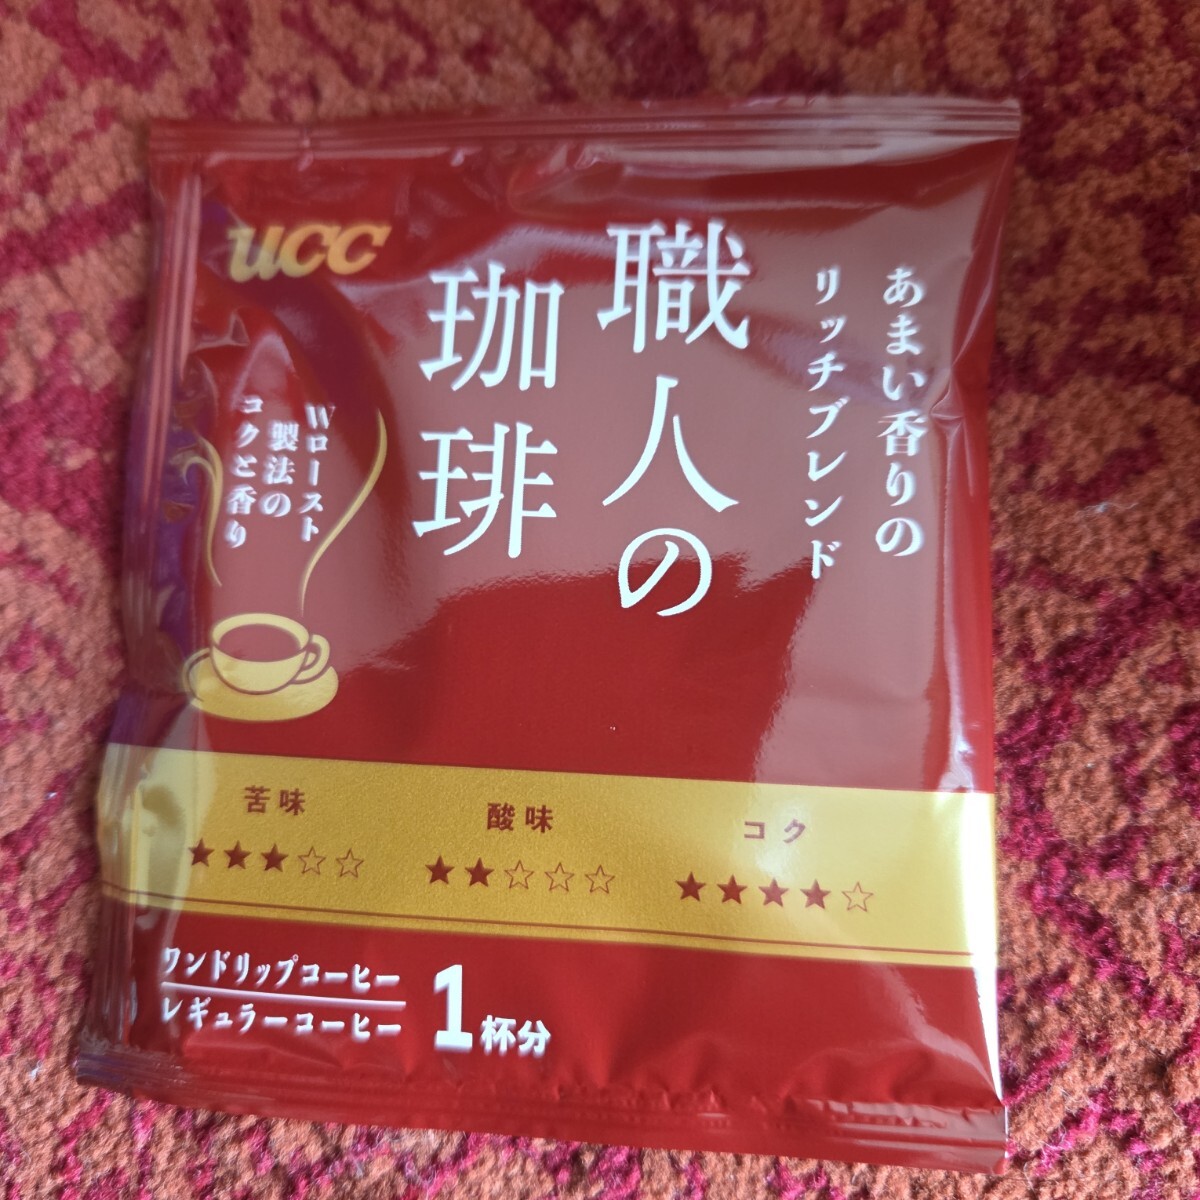 あまい香りの
リッチブレンド
職人の
珈琲
ucc
Wロースト
製法の
コクと香り
苦味
★★★☆☆
酸味
★★☆☆☆
コク
★★★★☆
ワンドリップコーヒー
レギュラーコーヒー
1杯分